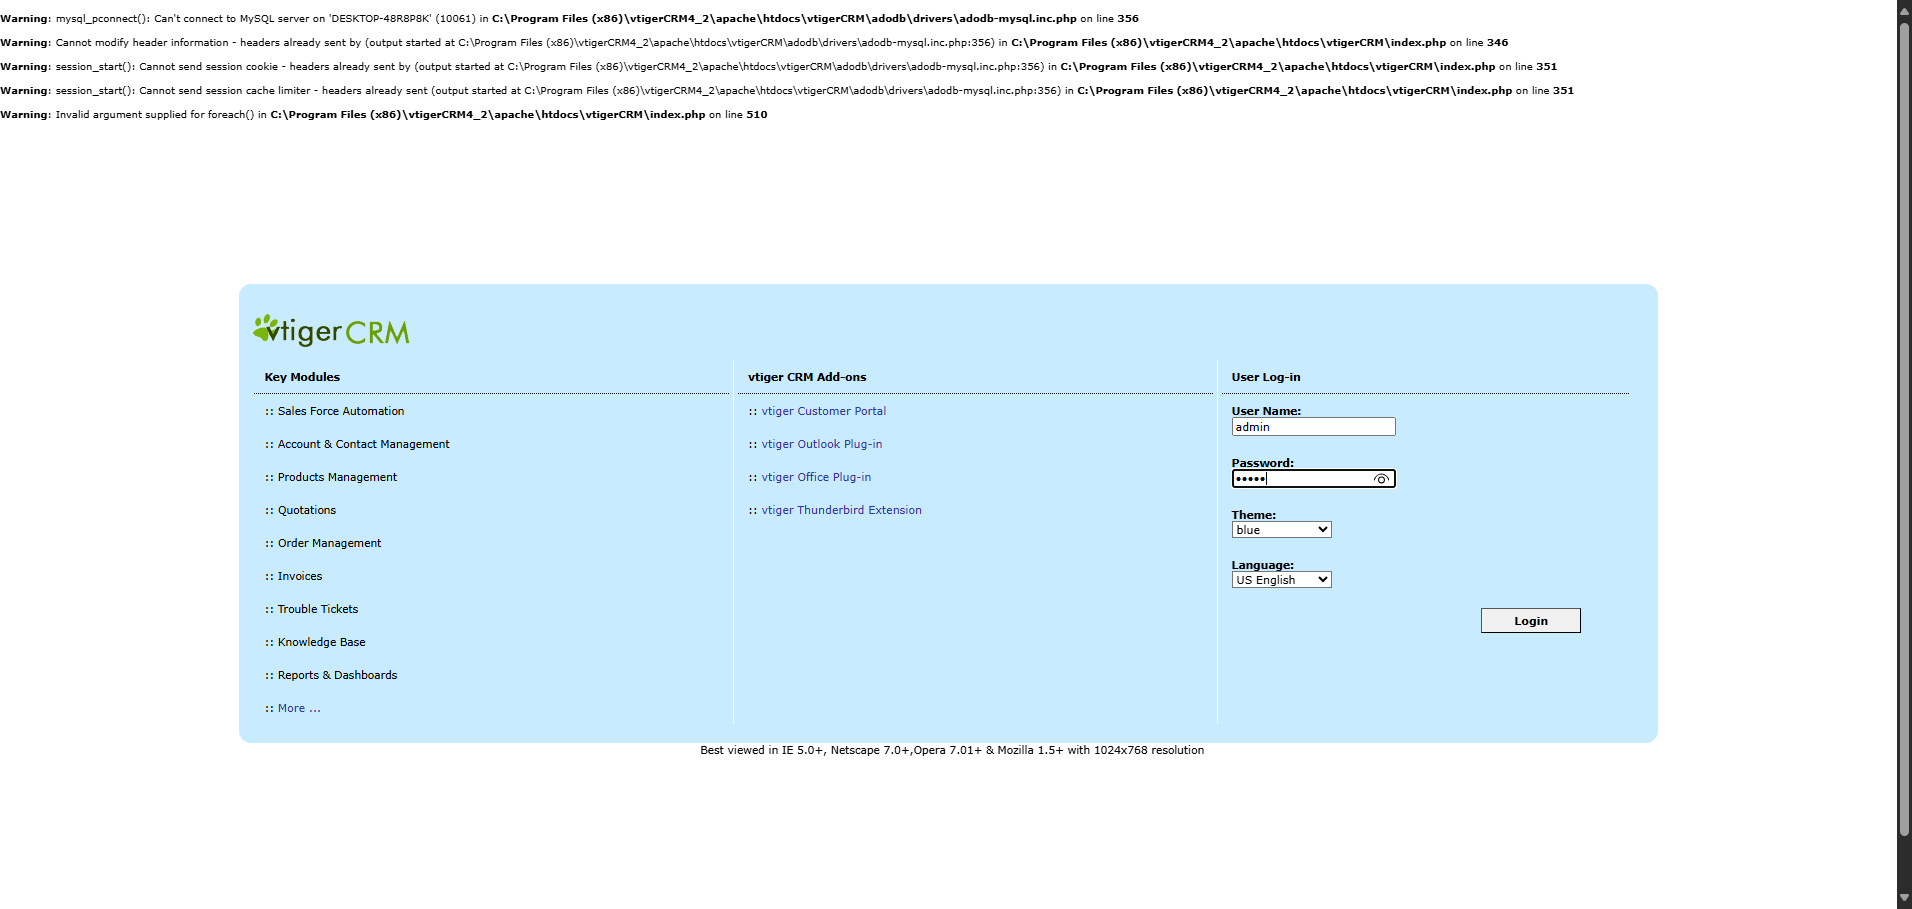 Warning: mysql_pconnect(): Can't connect to MySQL server on 'DESKTOP-48R8P8K' (10061) in C:\Program Files (x86)\vtigerCRM4_2\apache\htdocs\vtigerCRM\adodb\drivers\adodb-mysql.inc.php on line 356
Warning: Cannot modify header information - headers already sent by (output started at C:\Program Files (x86)\vtigerCRM4_2\apache\htdocs\vtigerCRM\adodb\drivers\adodb-mysql.inc.php:356) in C:\Program Files (x86)\vtigerCRM4_2\apache\htdocs\vtigerCRM\index.php on line 346
Warning: session_start(): Cannot send session cookie - headers already sent by (output started at C:\Program Files (x86)\vtigerCRM4_2\apache\htdocs\vtigerCRM\adodb\drivers\adodb-mysql.inc.php:356) in C:\Program Files (x86)\vtigerCRM4_2\apache\htdocs\vtigerCRM\index.php on line 351
Warning: session_start(): Cannot send session cache limiter - headers already sent (output started at C:\Program Files (x86)\vtigerCRM4_2\apache\htdocs\vtigerCRM\adodb\drivers\adodb-mysql.inc.php:356) in C:\Program Files (x86)\vtigerCRM4_2\apache\htdocs\vtigerCRM\index.php on line 351
Warning: Invalid argument supplied for foreach() in C:\Program Files (x86)\vtigerCRM4_2\apache\htdocs\vtigerCRM\index.php on line 510
vtiger CRM
Key Modules
:: Sales Force Automation
:: Account & Contact Management
:: Products Management
:: Quotations
:: Order Management
:: Invoices
:: Trouble Tickets
:: Knowledge Base
:: Reports & Dashboards
:: More ...
vtiger CRM Add-ons
:: vtiger Customer Portal
:: vtiger Outlook Plug-in
:: vtiger Office Plug-in
:: vtiger Thunderbird Extension
User Log-in
User Name:
admin
Password:
•••••
Theme:
blue
Language:
US English
Login
Best viewed in IE 5.0+, Netscape 7.0+,Opera 7.01+ & Mozilla 1.5+ with 1024x768 resolution